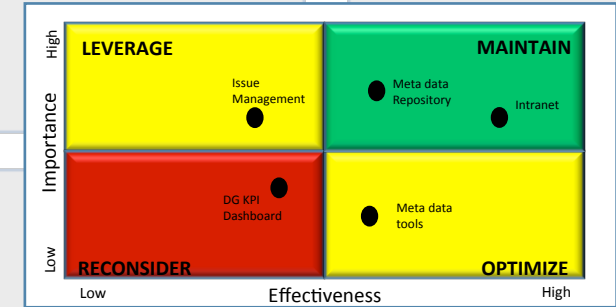 High
LEVERAGE
MAINTAIN
Issue
Management
Meta data
Repository
Intranet
Importance
DG KPI
Dashboard
Meta data
tools
Low
RECONSIDER
OPTIMIZE
Low
Effectiveness
High